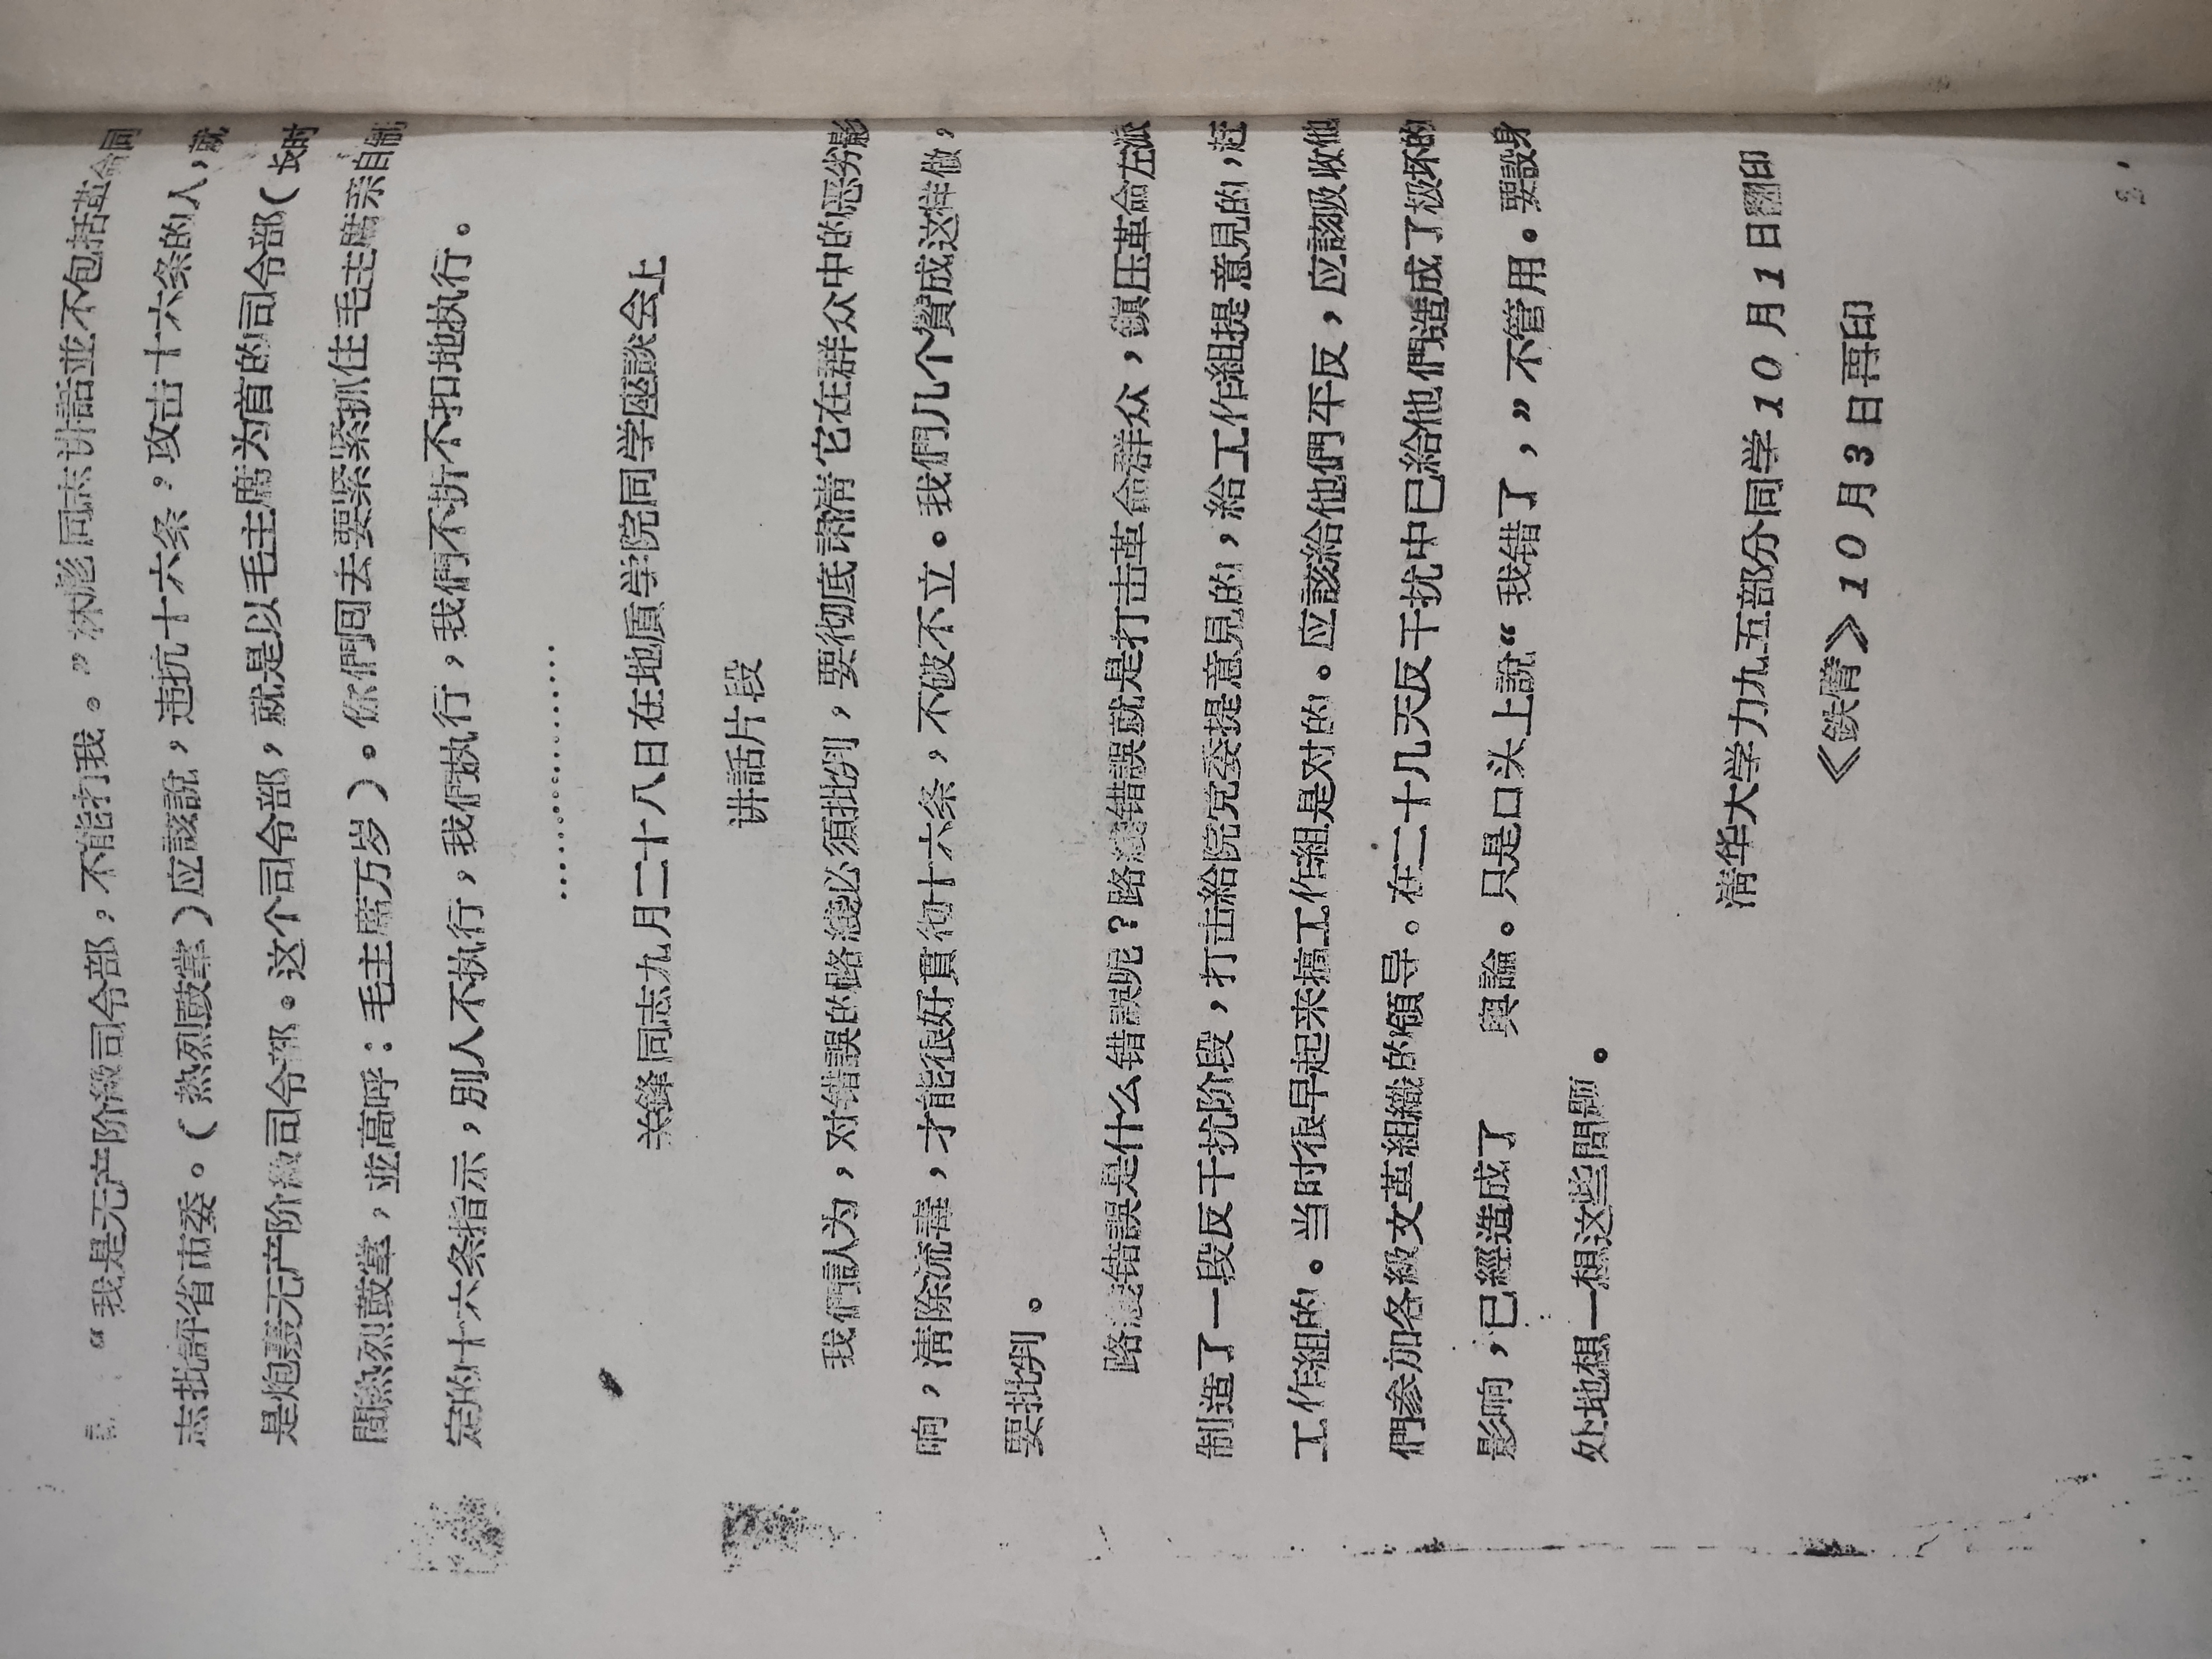 “我是无产阶級司令部，不能打我。”林彪同志讲話並不包括革命同
志批評省市委。（热烈鼓掌）应該說，违抗十六条，攻击十六条的人，就
是炮轰无产阶級司令部。这个司令部，就是以毛主席为首的司令部（长时
間热烈鼓掌，並高呼：毛主席万岁）。你們回去要紧紧抓住毛主席亲自制
定的十六条指示，別人不执行，我們执行，我們不折不扣地执行。
………………
关鋒同志九月二十八日在地質学院同学座談会上
讲話片段
我們認为，对错誤的路綫必須批判，要彻底肃清它在群众中的恶劣影
响，清除流毒，才能很好貫彻十六条，不破不立。我們几个贊成这样做，
要批判。
路綫错誤是什么错誤呢？路綫错誤就是打击革命群众，鎮压革命左派
制造了一段反干扰阶段，打击給院党委提意見的，給工作組提意見的，赶
工作組的。当时很早起来搞工作組是对的。应該給他們平反，应該吸收他
們参加各級文革組織的領导。在二十几天反干扰中已給他們造成了极坏的
影响，已經造成了 舆論。只是口头上說“我错了，”不管用。要設身
处地想一想这些問题。
清华大学力九五部分同学10月1日翻印
《鉄臂》10月3日再印